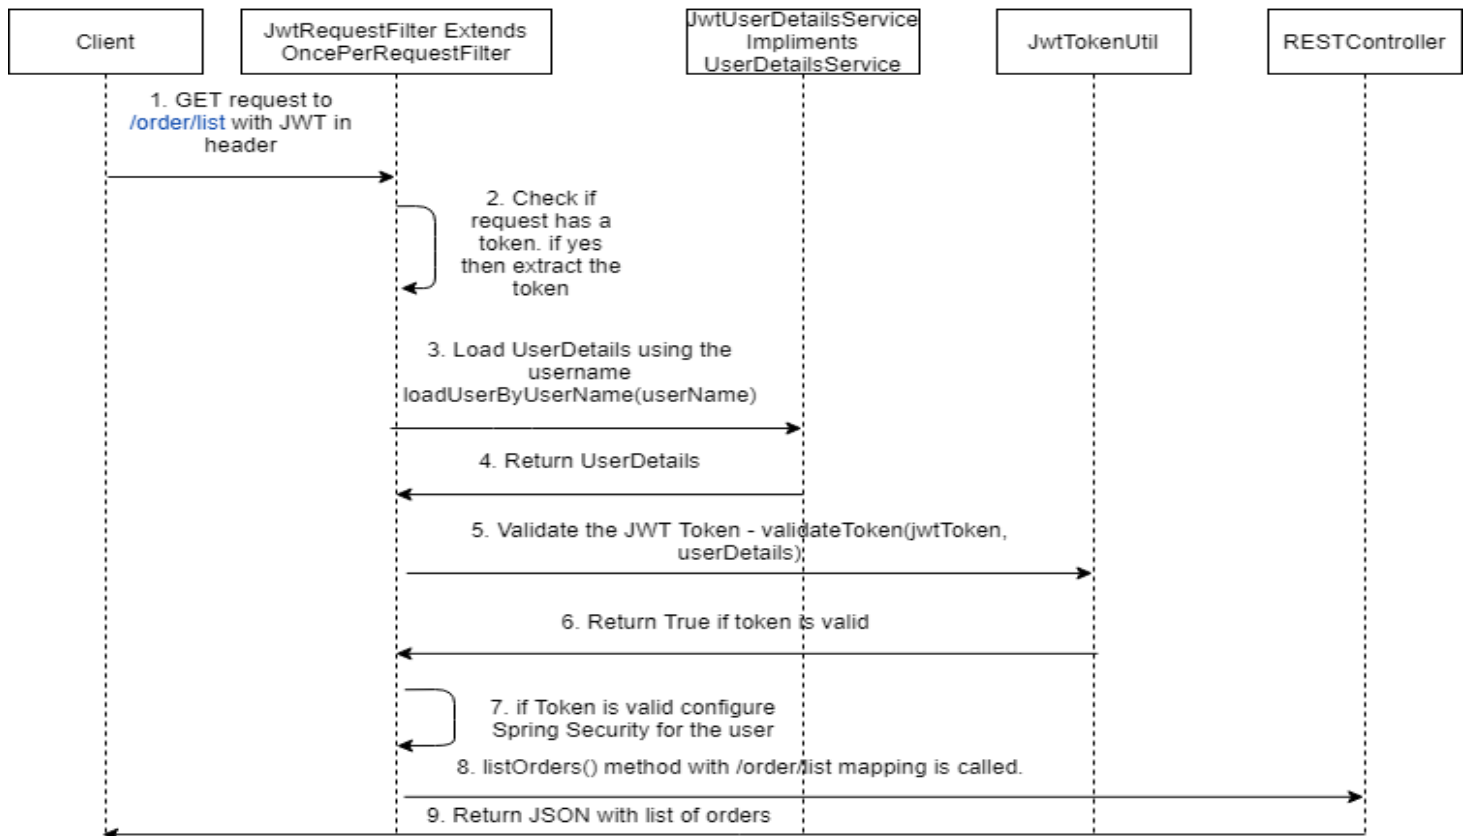 Client
JwtRequestFilter Extends
OncePerRequestFilter
JwtUserDetailsService
Impliments
UserDetailsService
JwtTokenUtil
RESTController
1. GET request to
/order/list with JWT in
header
2. Check if
request has a
token. if yes
then extract the
token
3. Load UserDetails using the
username
loadUserByUserName(userName)
4. Return UserDetails
5. Validate the JWT Token - validateToken(jwtToken,
userDetails)
6. Return True if token is valid
7. if Token is valid configure
Spring Security for the user
8. listOrders() method with /order/list mapping is called.
9. Return JSON with list of orders